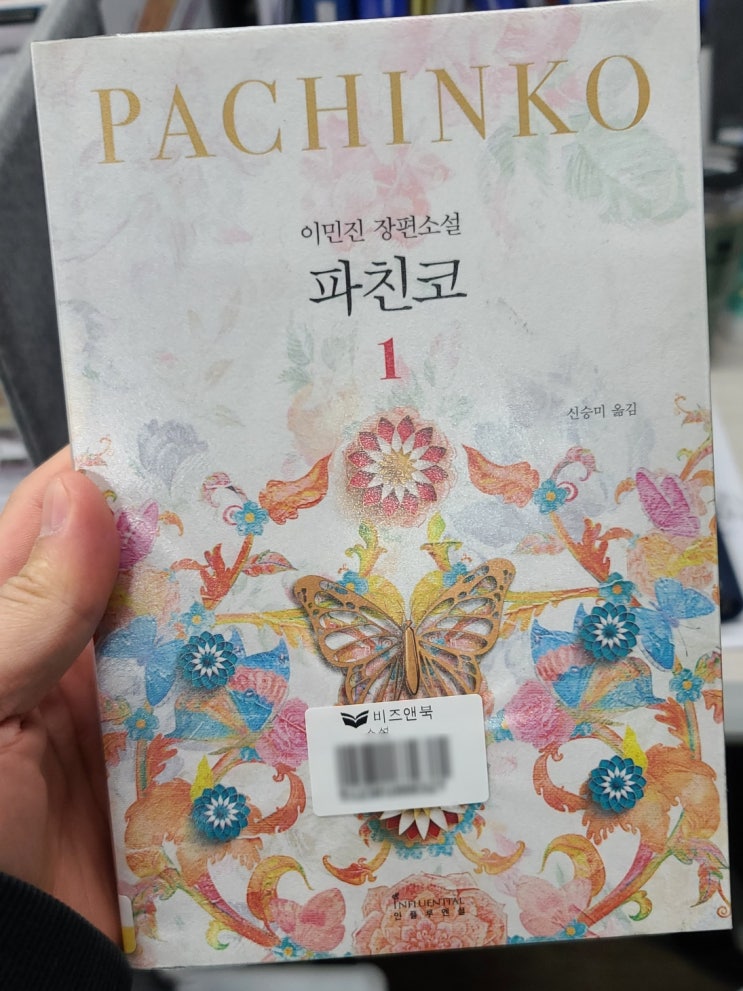 PACHINKO
이민진 장편소설
파친코
1
신승미 옮김
비즈앤북
소설
INFLUENTIAL
인플루엔셜